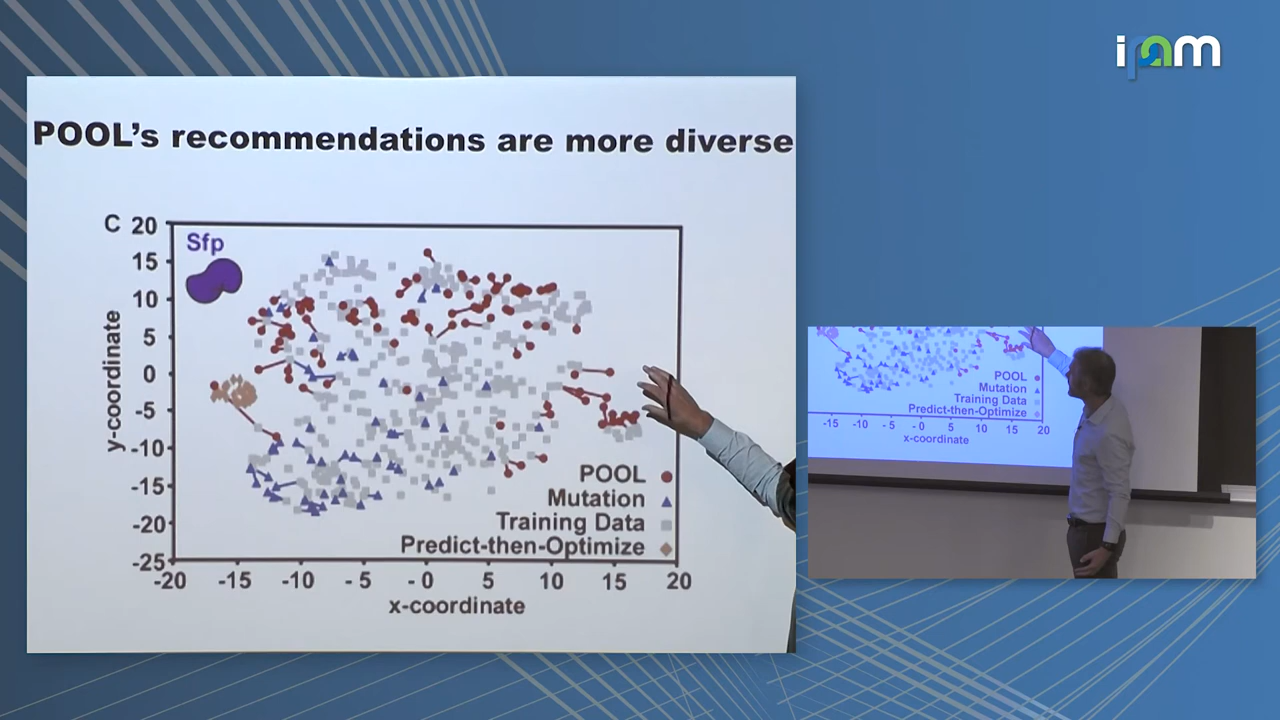 ipam
POOL's recommendations are more diverse
C
Sfp
20
15
10
5
0
-5
-10
-15
-20
-25
y-coordinate
POOL
Mutation
Training Data
Predict-then-Optimize
-20 -15 -10 - 5 - 0 5 10 15 20
x-coordinate
POOL
Mutation
Training Data
Predict-then-Optimize
-15 -10 - 5 - 0 5 10 15 20
x-coordinate